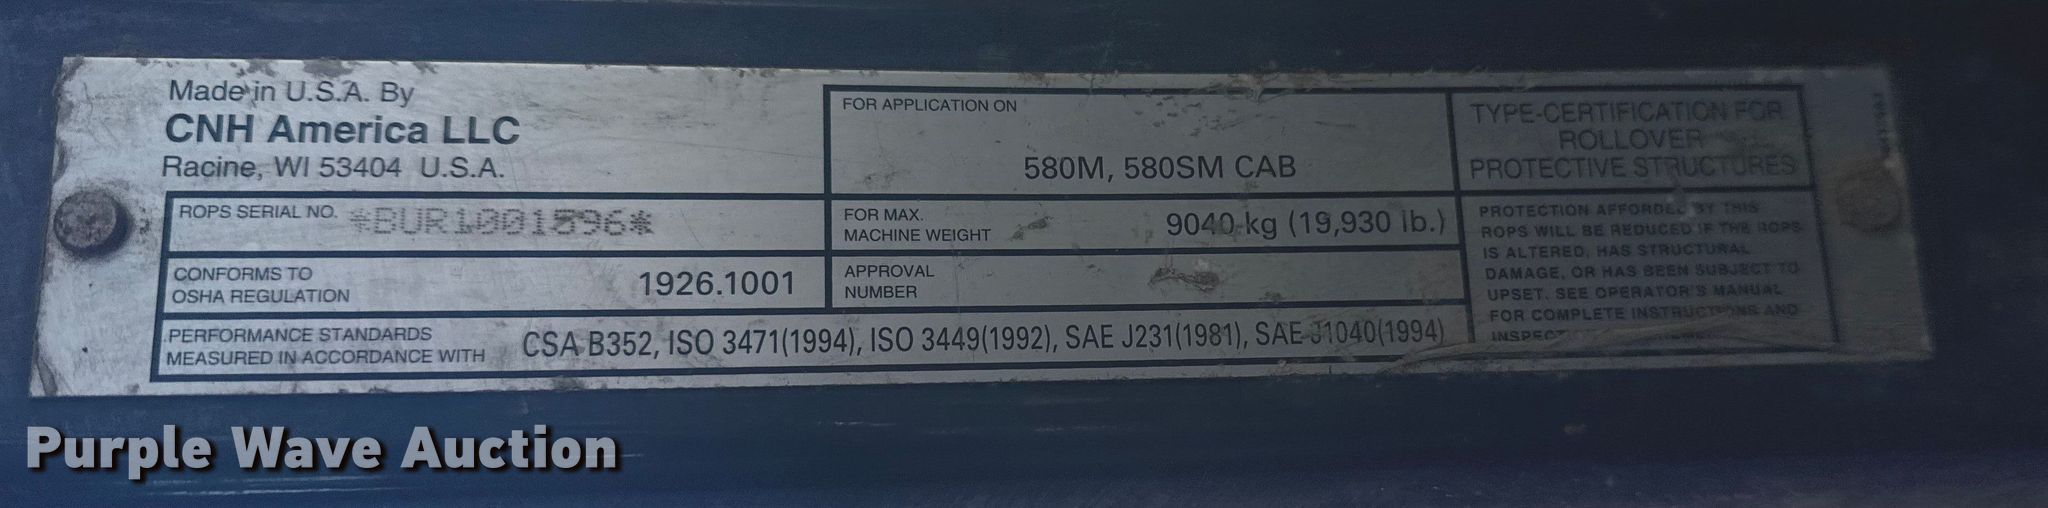 Made in U.S.A. By
CNH America LLC
Racine, WI 53404 U.S.A.
FOR APPLICATION ON
580M, 580SM CAB
TYPE-CERTIFICATION FOR
ROLLOVER
PROTECTIVE STRUCTURES
ROPS SERIAL NO. *BUR1001896*
FOR MAX.
MACHINE WEIGHT
9040 kg (19,930 lb.)
CONFORMS TO
OSHA REGULATION
1926.1001
APPROVAL
NUMBER
PERFORMANCE STANDARDS
MEASURED IN ACCORDANCE WITH
CSA B352, ISO 3471(1994), ISO 3449(1992), SAE J231(1981), SAE J1040(1994)
PROTECTION AFFORDED BY THIS
ROPS WILL BE REDUCED IF THE ROPS
IS ALTERED, HAS STRUCTURAL
DAMAGE, OR HAS BEEN SUBJECT TO
UPSET. SEE OPERATOR'S MANUAL
FOR COMPLETE INSTRUCTIONS AND
Purple Wave Auction